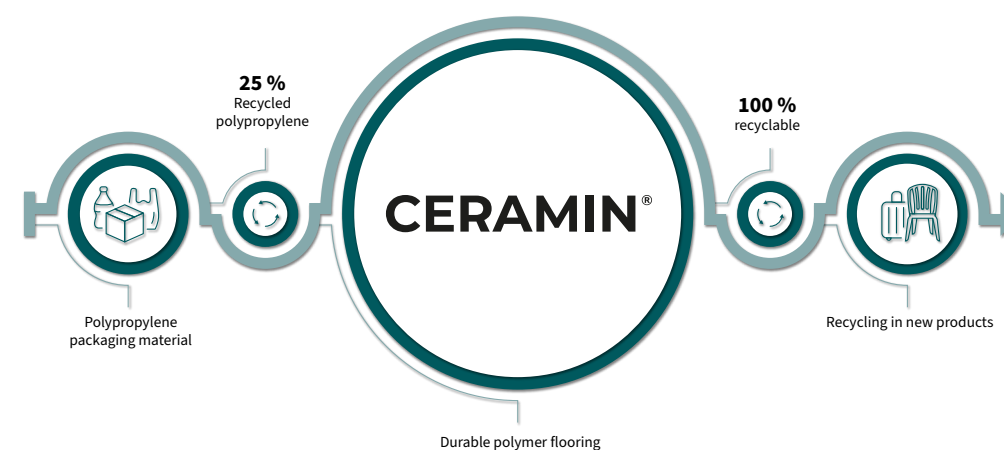 25 %
Recycled
polypropylene
100 %
recyclable
CERAMIN®
Polypropylene
packaging material
Recycling in new products
Durable polymer flooring